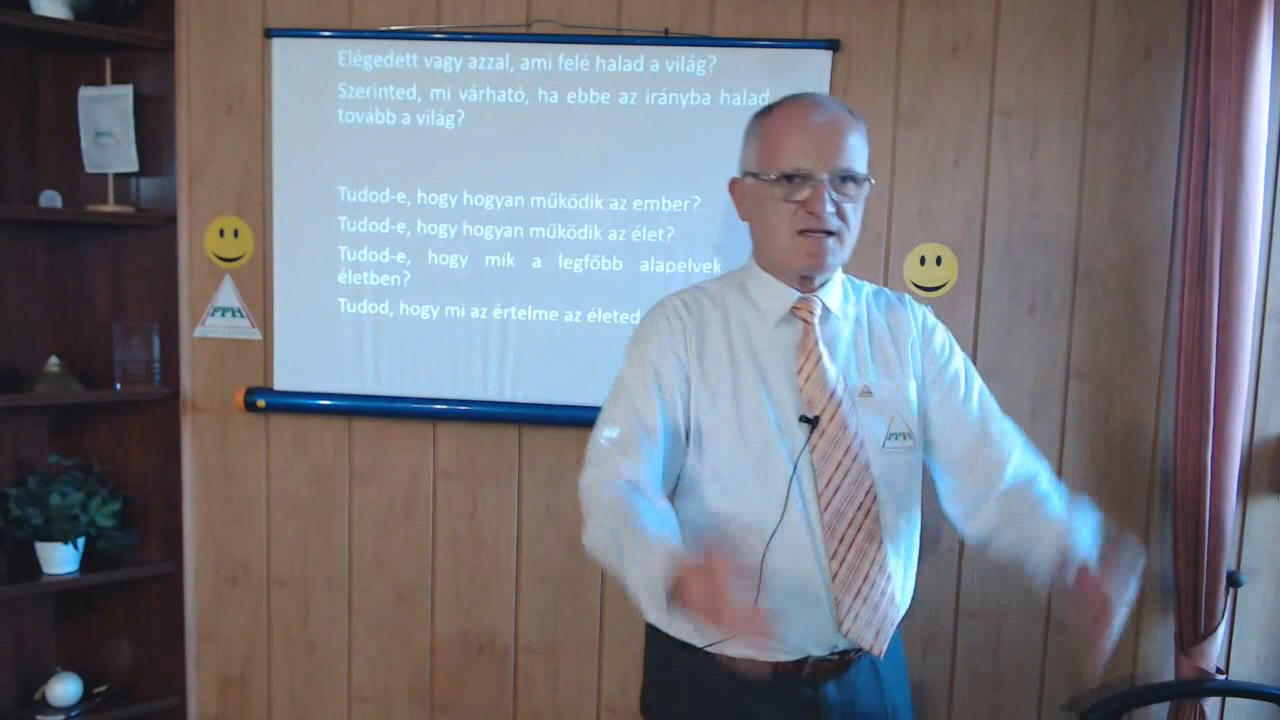 Elégedett vagy azzal, ami felé halad a világ?
Szerinted, mi várható, ha ebbe az irányba halad
tovább a világ?
Tudod-e, hogy hogyan működik az ember?
Tudod-e, hogy hogyan működik az élet?
Tudod-e, hogy mik a legfőbb alapelvek
életben?
Tudod, hogy mi az értelme az életed
PPH
PPH